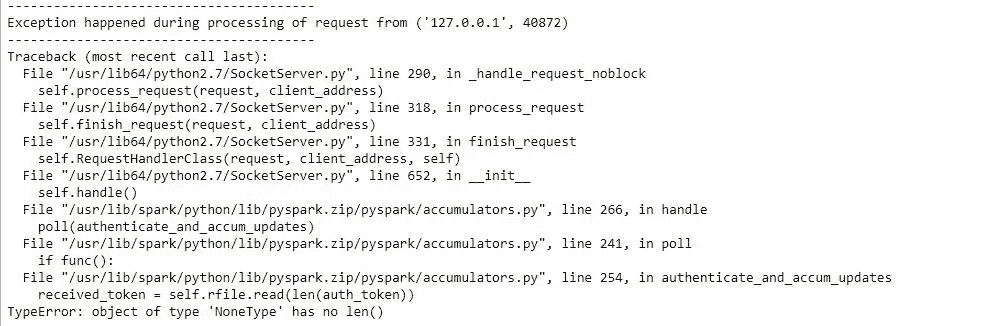 ----------------------------------------
Exception happened during processing of request from ('127.0.0.1', 40872)
----------------------------------------
Traceback (most recent call last):
  File "/usr/lib64/python2.7/SocketServer.py", line 290, in _handle_request_noblock
    self.process_request(request, client_address)
  File "/usr/lib64/python2.7/SocketServer.py", line 318, in process_request
    self.finish_request(request, client_address)
  File "/usr/lib64/python2.7/SocketServer.py", line 331, in finish_request
    self.RequestHandlerClass(request, client_address, self)
  File "/usr/lib64/python2.7/SocketServer.py", line 652, in __init__
    self.handle()
  File "/usr/lib/spark/python/lib/pyspark.zip/pyspark/accumulators.py", line 266, in handle
    poll(authenticate_and_accum_updates)
  File "/usr/lib/spark/python/lib/pyspark.zip/pyspark/accumulators.py", line 241, in poll
    if func():
  File "/usr/lib/spark/python/lib/pyspark.zip/pyspark/accumulators.py", line 254, in authenticate_and_accum_updates
    received_token = self.rfile.read(len(auth_token))
TypeError: object of type 'NoneType' has no len()